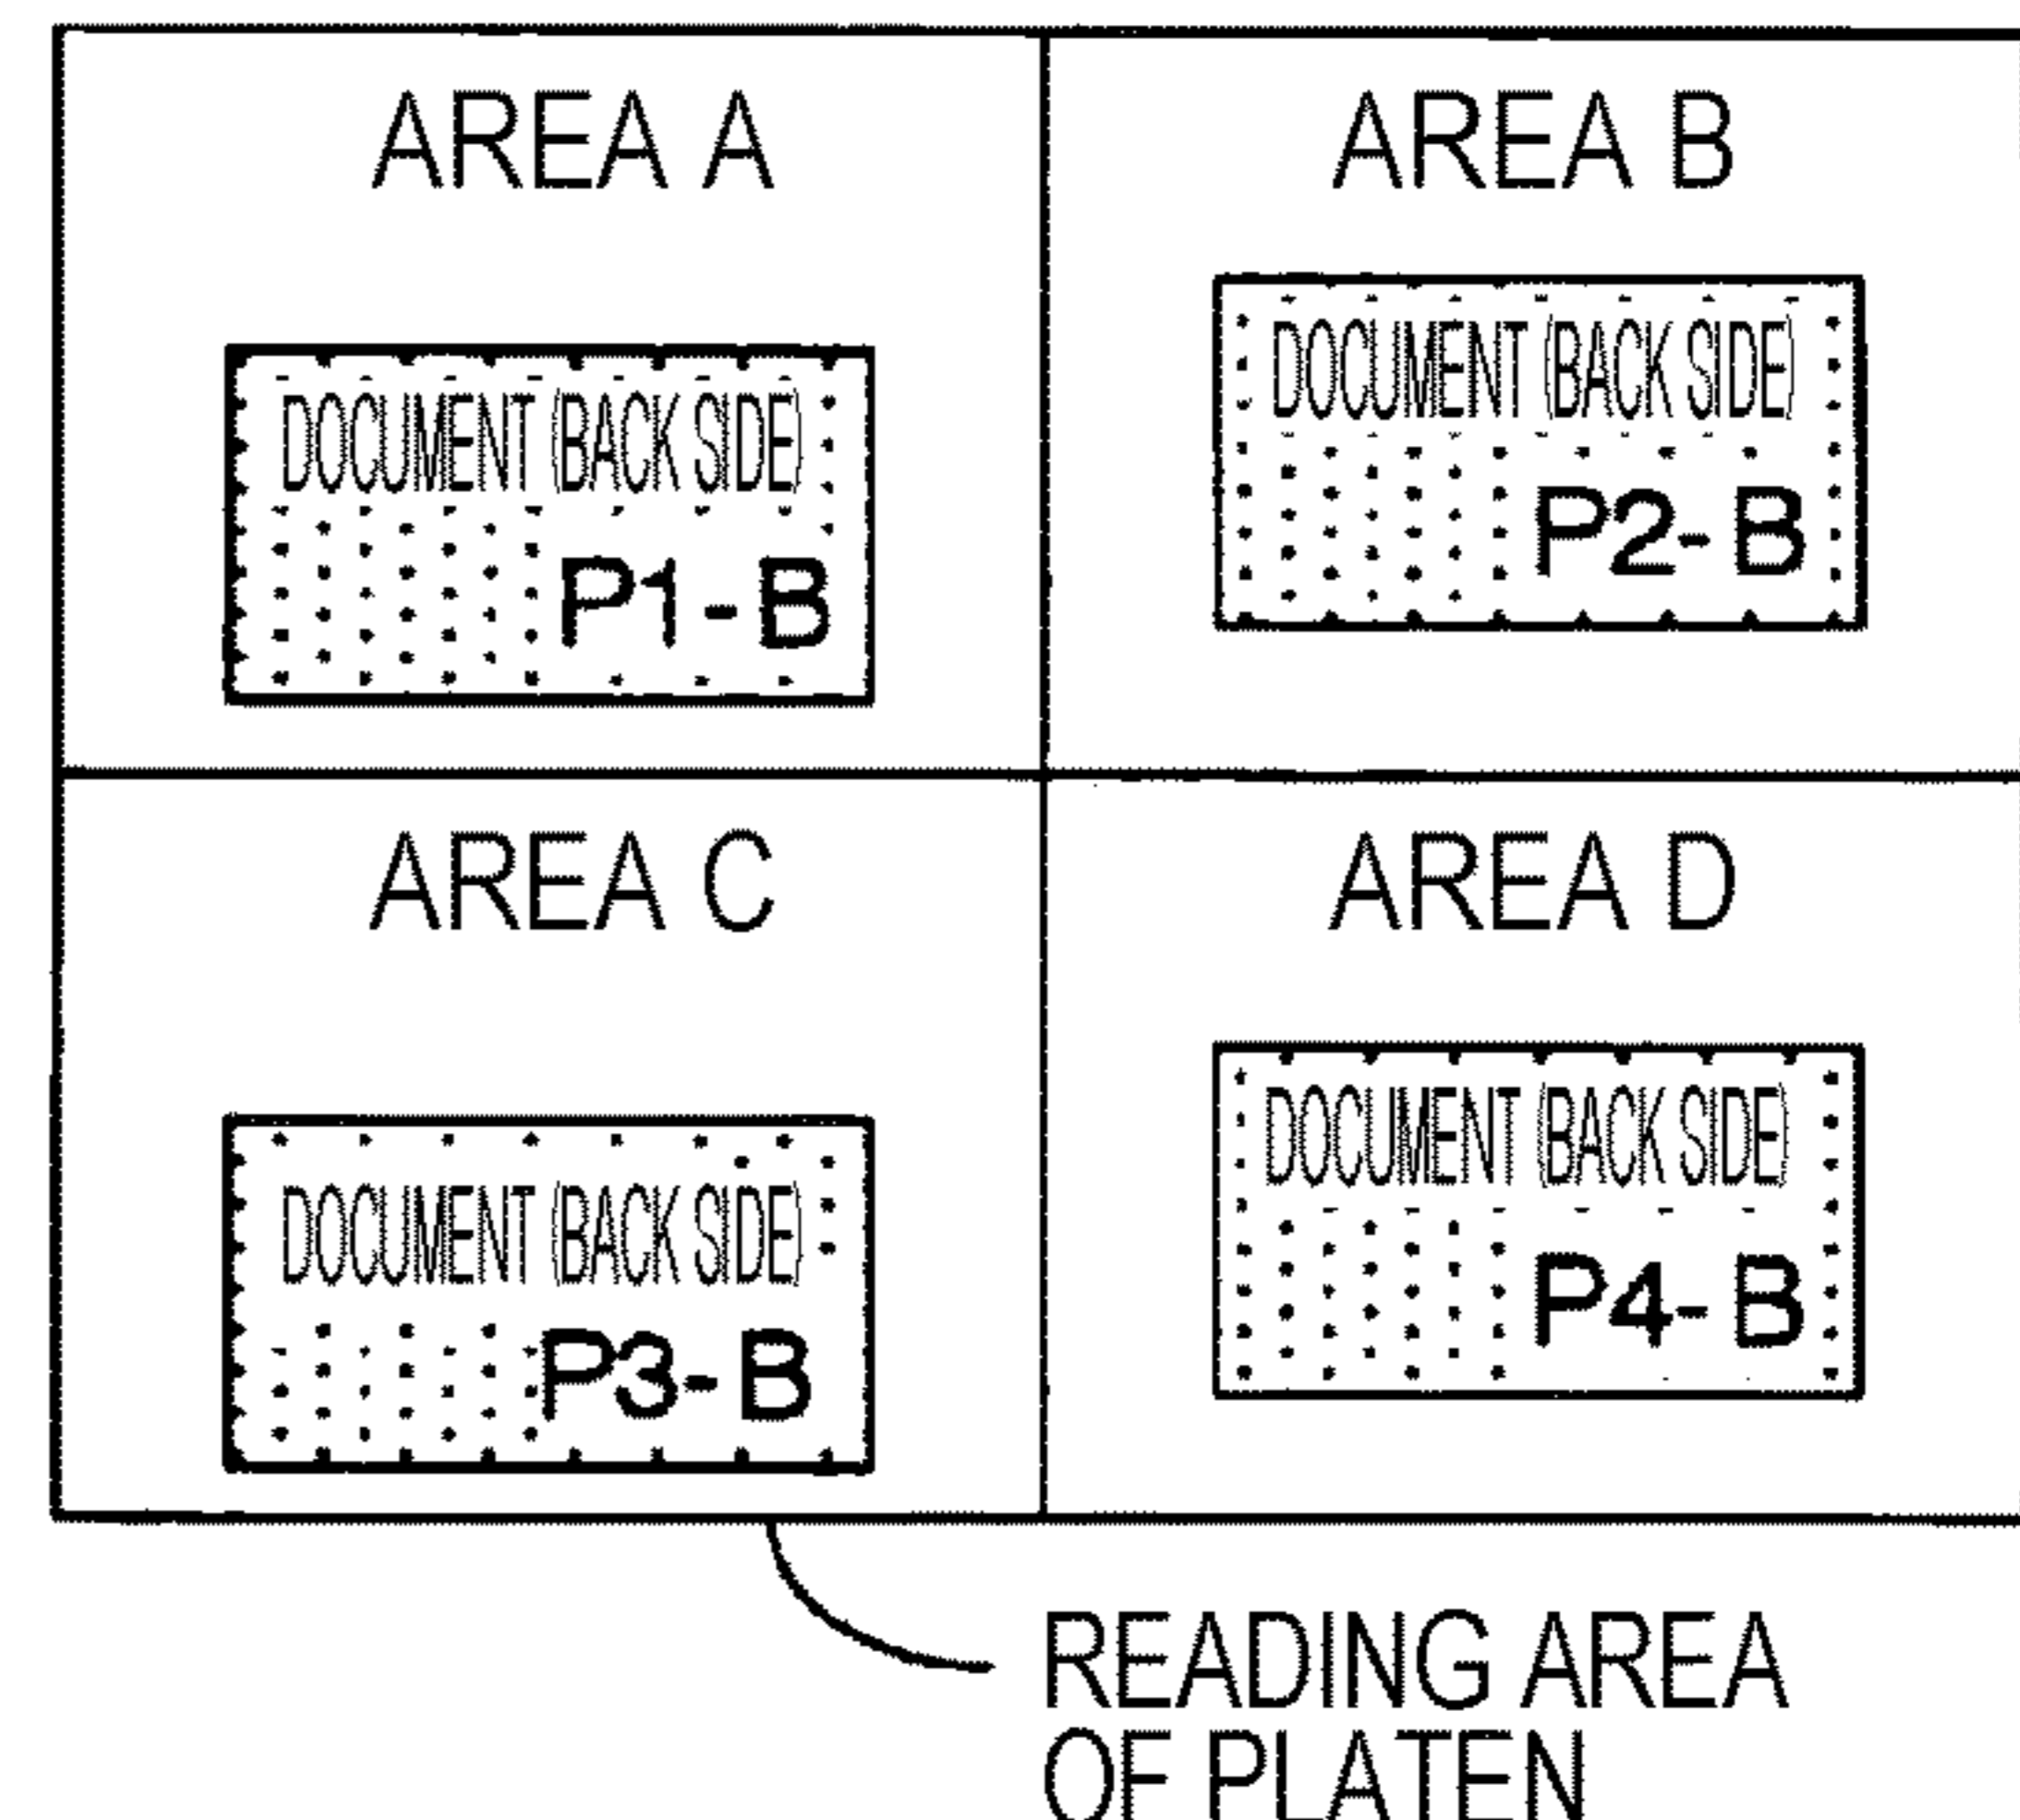 AREA A
AREA B
DOCUMENT (BACK SIDE)
P1-B
DOCUMENT (BACK SIDE)
P2-B
AREA C
AREA D
DOCUMENT (BACK SIDE)
P3-B
DOCUMENT (BACK SIDE)
P4-B
READING AREA
OF PLATEN